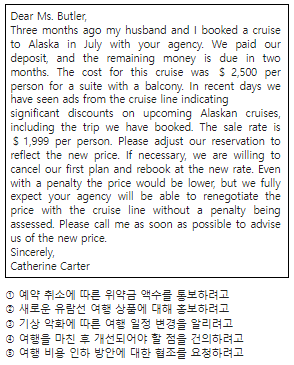 Dear Ms. Butler,
Three months ago my husband and I booked a cruise
to Alaska in July with your agency. We paid our
deposit, and the remaining money is due in two
months. The cost for this cruise was $ 2,500 per
person for a suite with a balcony. In recent days we
have seen ads from the cruise line indicating
significant discounts on upcoming Alaskan cruises,
including the trip we have booked. The sale rate is
$ 1,999 per person. Please adjust our reservation to
reflect the new price. If necessary, we are willing to
cancel our first plan and rebook at the new rate. Even
with a penalty the price would be lower, but we fully
expect your agency will be able to renegotiate the
price with the cruise line without a penalty being
assessed. Please call me as soon as possible to advise
us of the new price.
Sincerely,
Catherine Carter
① 예약 취소에 따른 위약금 액수를 통보하려고
② 새로운 유람선 여행 상품에 대해 홍보하려고
③ 기상 악화에 따른 여행 일정 변경을 알리려고
④ 여행을 마친 후 개선되어야 할 점을 건의하려고
⑤ 여행 비용 인하 방안에 대한 협조를 요청하려고